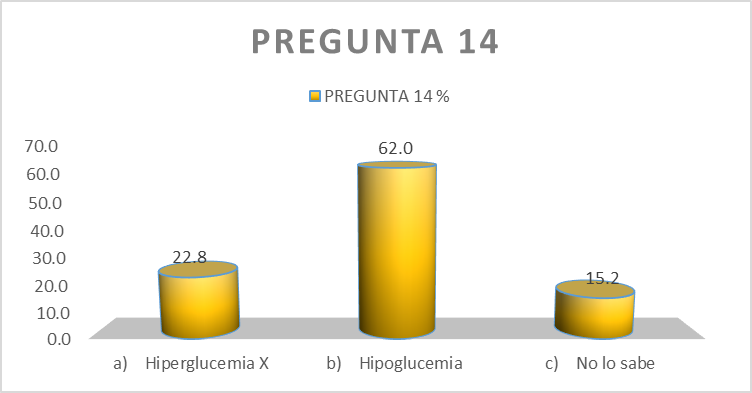 PREGUNTA 14
PREGUNTA 14 %
70.0
60.0
50.0
40.0
30.0
20.0
10.0
0.0
22.8
62.0
15.2
a) Hiperglucemia X
b) Hipoglucemia
c) No lo sabe